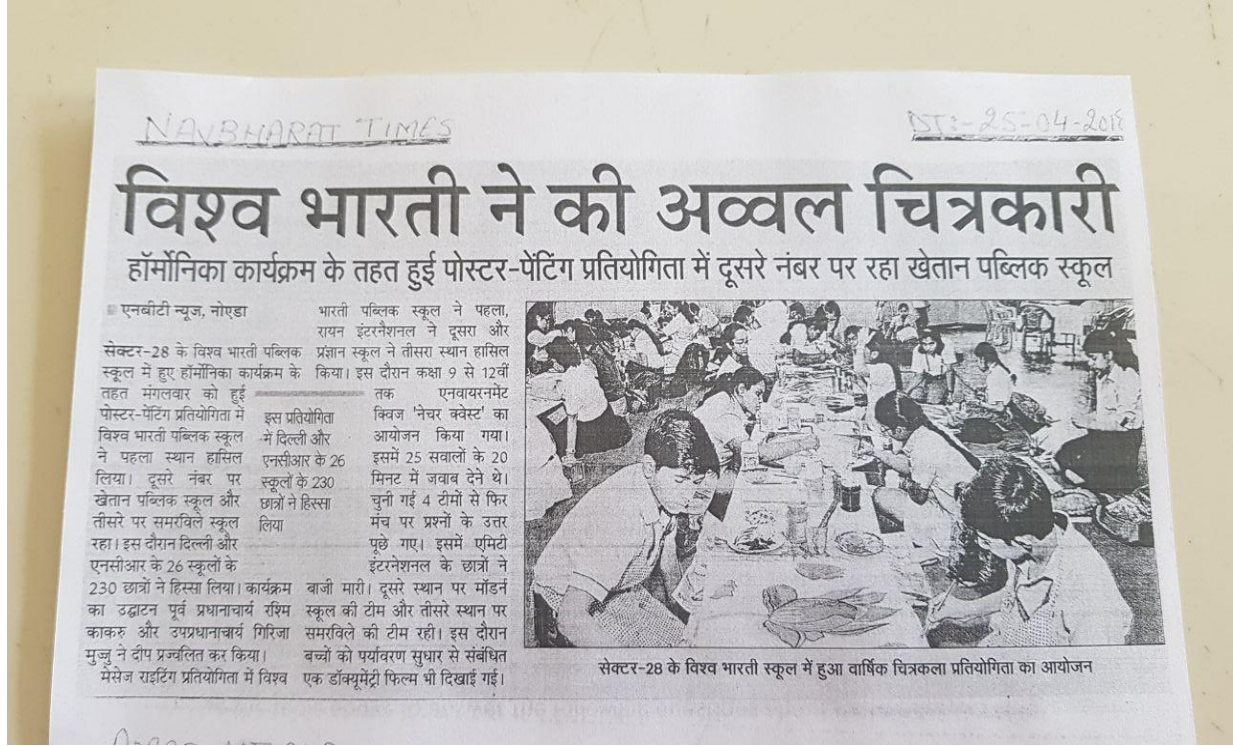 NAVBHARAT TIMES
DT:-25-04-2018
विश्व भारती ने की अव्वल चित्रकारी
हॉर्मोनिका कार्यक्रम के तहत हुई पोस्टर-पेंटिंग प्रतियोगिता में दूसरे नंबर पर रहा खेतान पब्लिक स्कूल
एनबीटी न्यूज, नोएडा
सेक्टर-28 के विश्व भारती पब्लिक
स्कूल में हुए हॉर्मोनिका कार्यक्रम के
तहत मंगलवार को हुई
पोस्टर-पेंटिंग प्रतियोगिता में
विश्व भारती पब्लिक स्कूल
ने पहला स्थान हासिल
लिया। दूसरे नंबर पर
खेतान पब्लिक स्कूल और
तीसरे पर समरविले स्कूल
रहा। इस दौरान दिल्ली और
एनसीआर के 26 स्कूलों के
230 छात्रों ने हिस्सा लिया। कार्यक्रम
का उद्घाटन पूर्व प्रधानाचार्य रश्मि
काकरु और उपप्रधानाचार्य गिरिजा
मुज्जु ने दीप प्रज्वलित कर किया।
मेसेज राइटिंग प्रतियोगिता में विश्व
इस प्रतियोगिता
में दिल्ली और
एनसीआर के 26
स्कूलों के 230
छात्रों ने हिस्सा
लिया
भारती पब्लिक स्कूल ने पहला,
रायन इंटरनैशनल ने दूसरा और
प्रज्ञान स्कूल ने तीसरा स्थान हासिल
किया। इस दौरान कक्षा 9 से 12वीं
तक एनवायरनमेंट
क्विज 'नेचर क्वेस्ट' का
आयोजन किया गया।
इसमें 25 सवालों के 20
मिनट में जवाब देने थे।
चुनी गई 4 टीमों से फिर
मंच पर प्रश्नों के उत्तर
पूछे गए। इसमें एमिटी
इंटरनेशनल के छात्रों ने
बाजी मारी। दूसरे स्थान पर मॉडर्न
स्कूल की टीम और तीसरे स्थान पर
समरविले की टीम रही। इस दौरान
बच्चों को पर्यावरण सुधार से संबंधित
एक डॉक्यूमेंट्री फिल्म भी दिखाई गई।
सेक्टर-28 के विश्व भारती स्कूल में हुआ वार्षिक चित्रकला प्रतियोगिता का आयोजन